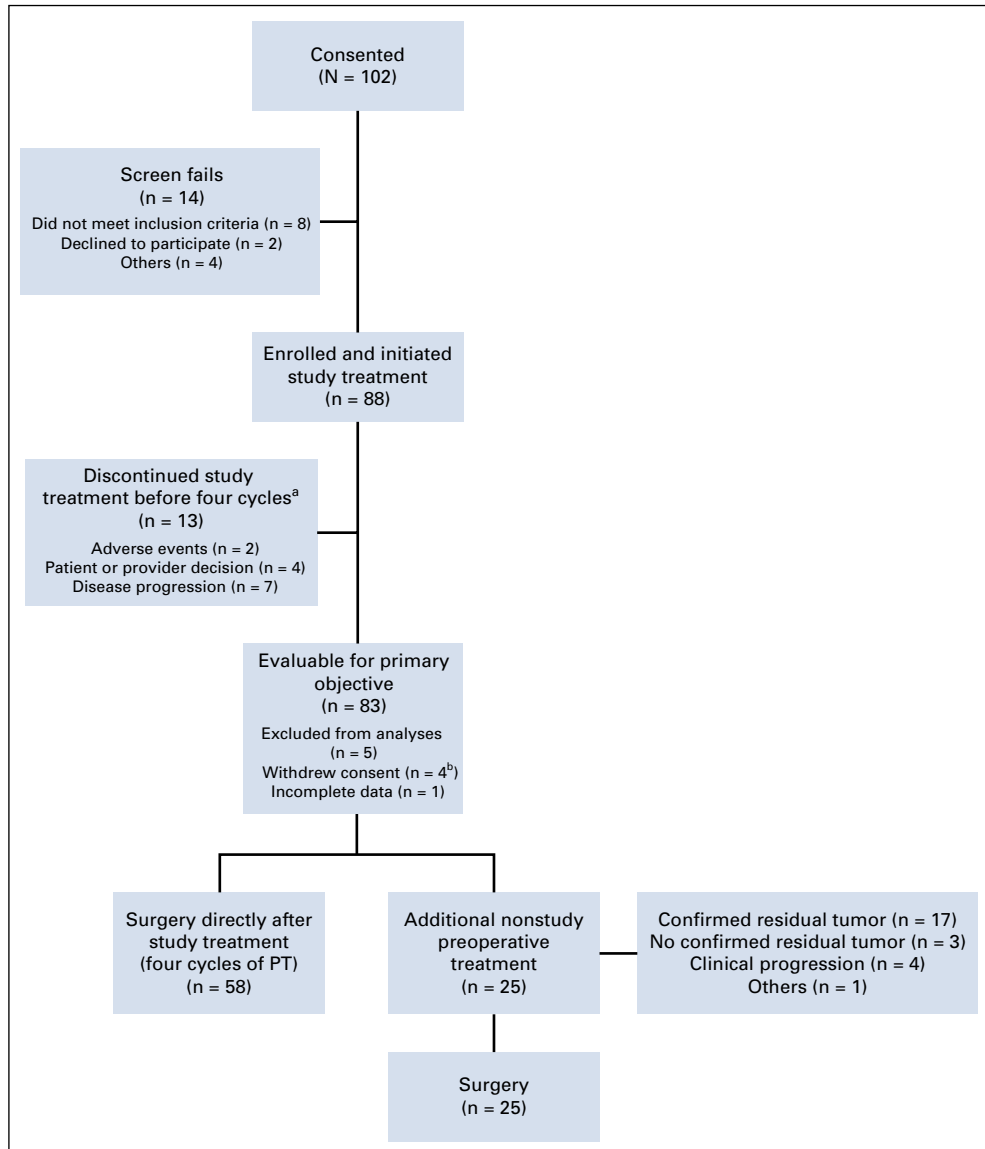 Consented
(N = 102)
Screen fails
(n = 14)
Did not meet inclusion criteria (n = 8)
Declined to participate (n = 2)
Others (n = 4)
Enrolled and initiated
study treatment
(n = 88)
Discontinued study
treatment before four cyclesᵃ
(n = 13)
Adverse events (n = 2)
Patient or provider decision (n = 4)
Disease progression (n = 7)
Evaluable for primary
objective
(n = 83)
Excluded from analyses
(n = 5)
Withdrew consent (n = 4ᵇ)
Incomplete data (n = 1)
Surgery directly after
study treatment
(four cycles of PT)
(n = 58)
Additional nonstudy
preoperative
treatment
(n = 25)
Confirmed residual tumor (n = 17)
No confirmed residual tumor (n = 3)
Clinical progression (n = 4)
Others (n = 1)
Surgery
(n = 25)